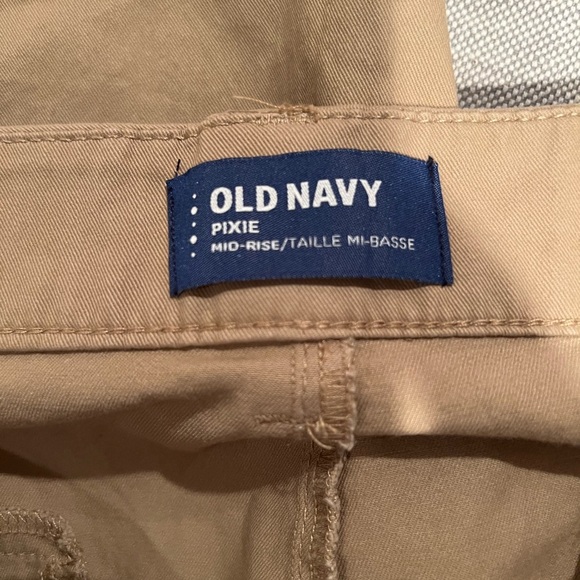 OLD NAVY
PIXIE
MID-RISE/TAILLE MI-BASSE